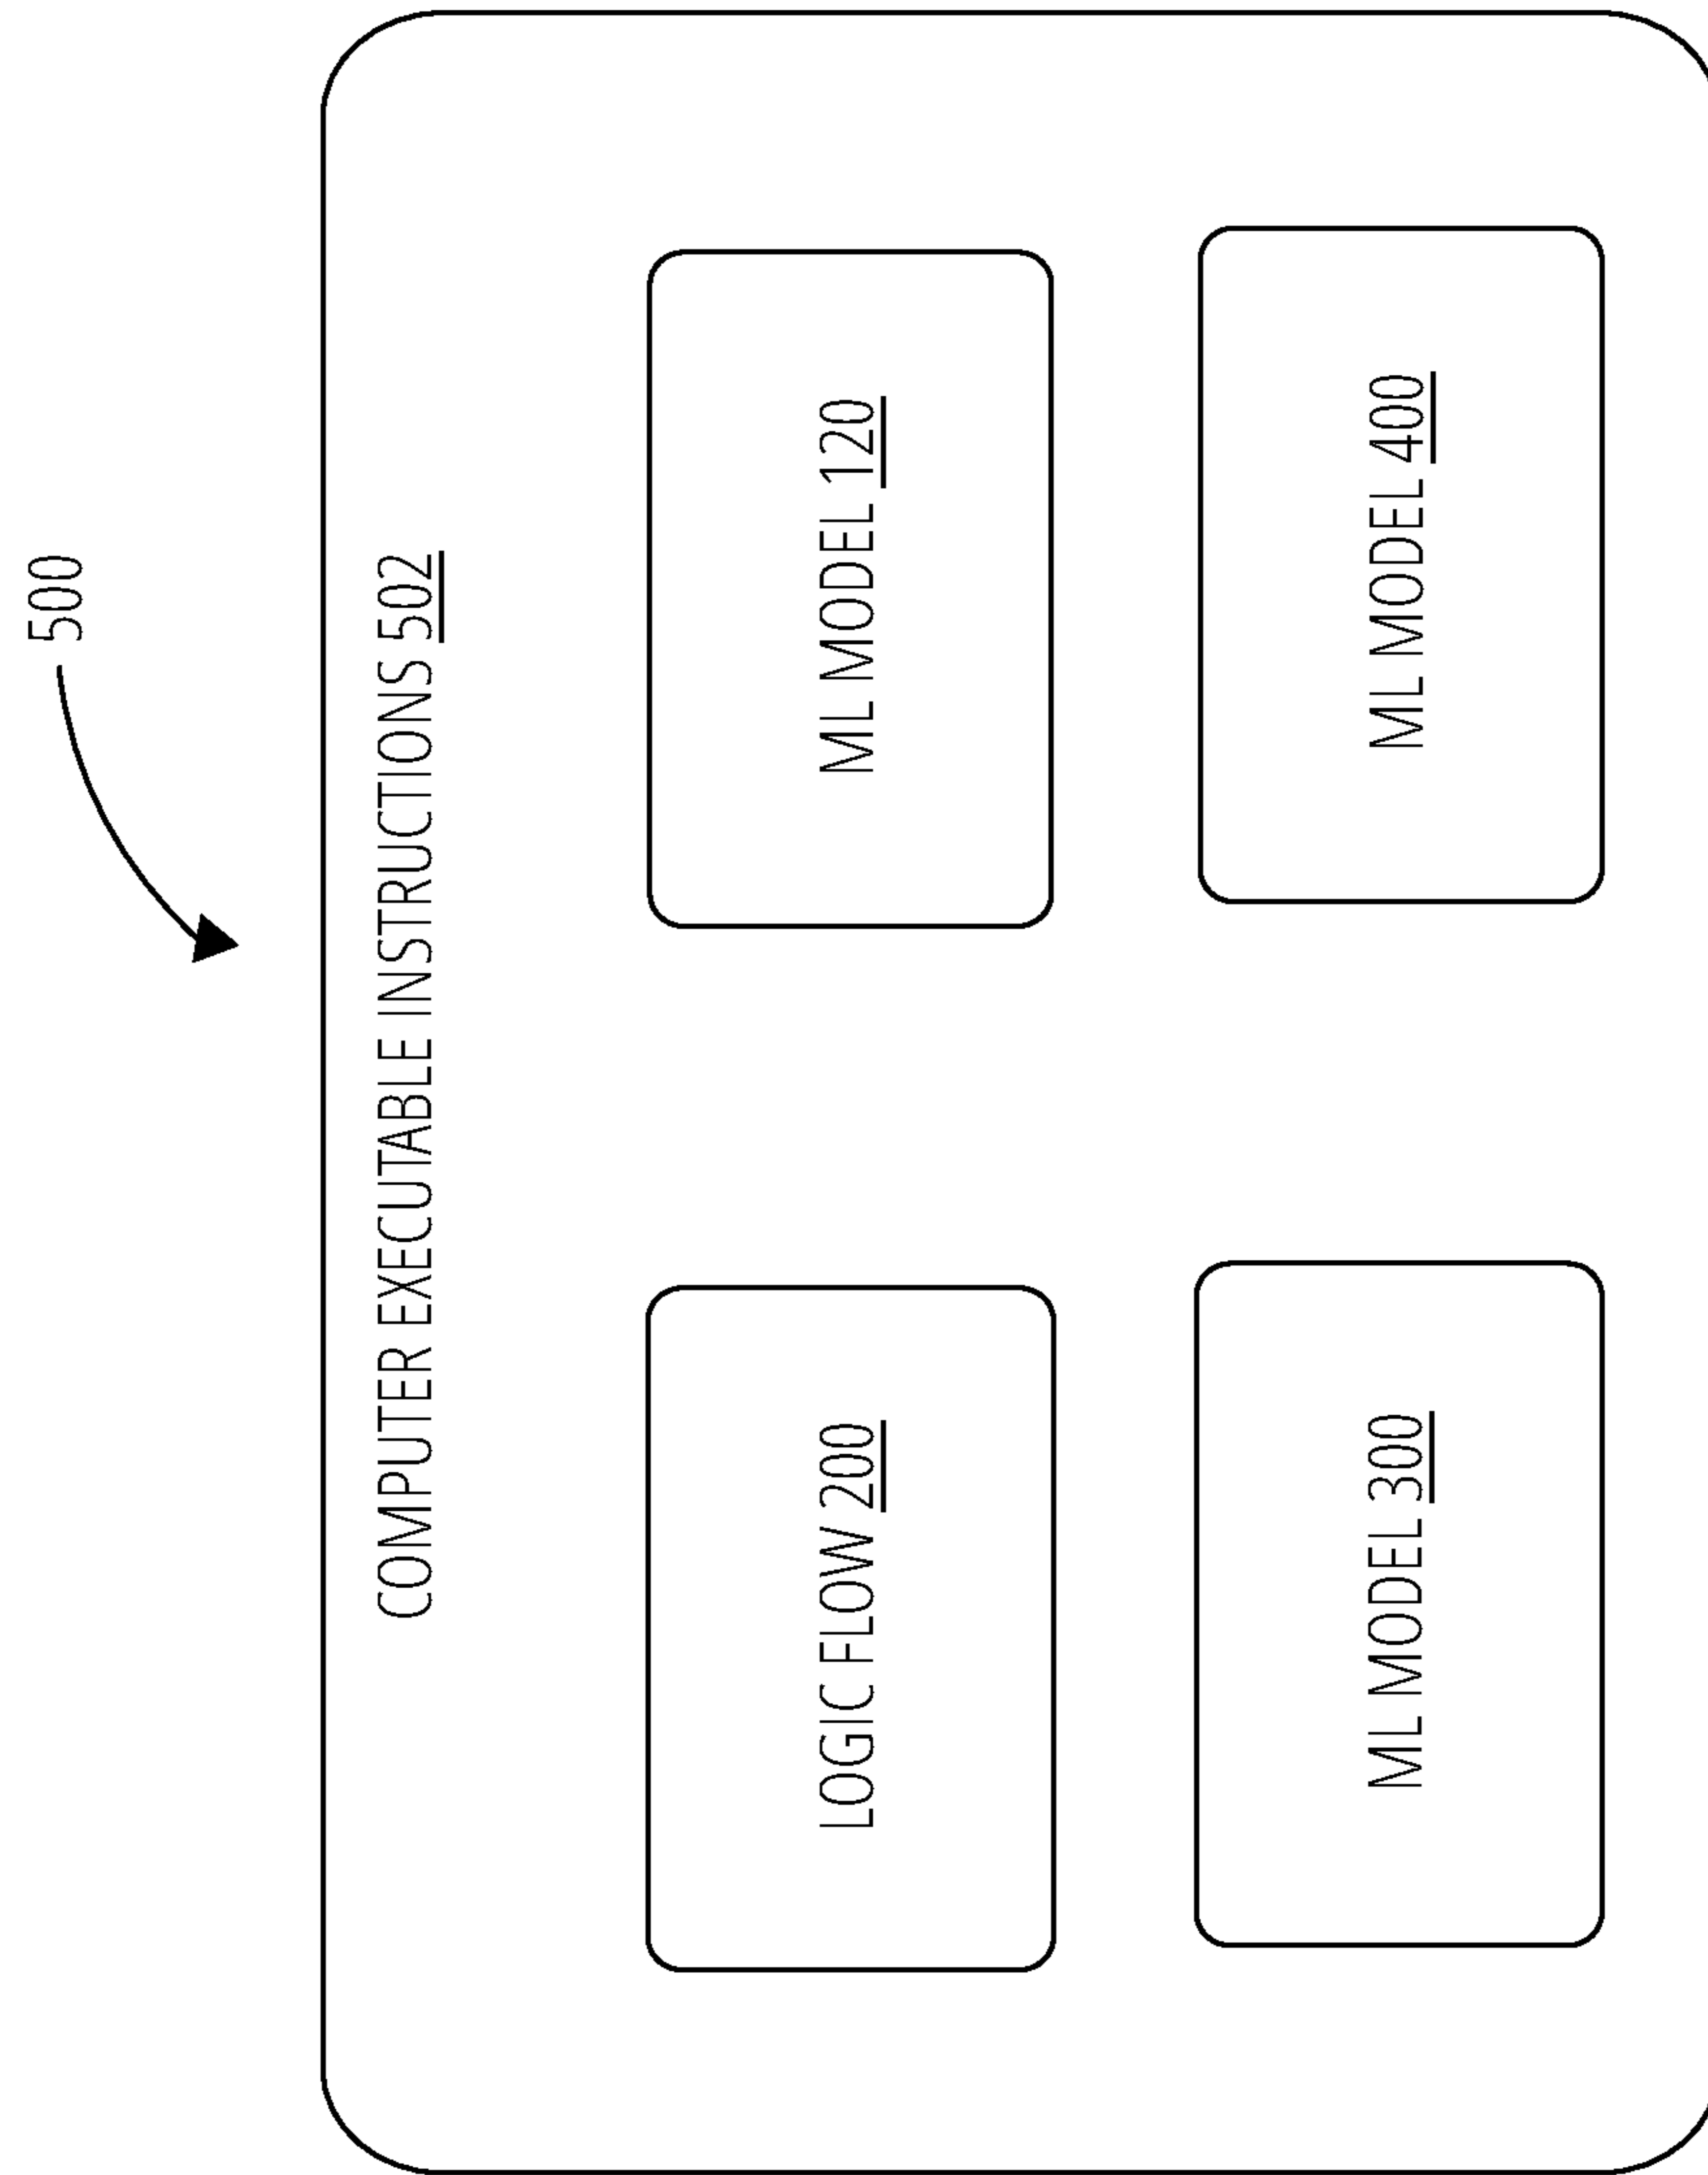 500
COMPUTER EXECUTABLE INSTRUCTIONS 502
LOGIC FLOW 200
ML MODEL 120
ML MODEL 300
ML MODEL 400